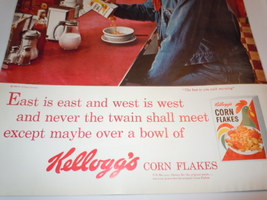 East is east and west is west
and never the twain shall meet
except maybe over a bowl of
Kellogg's CORN FLAKES
Kellogg's
CORN
FLAKES